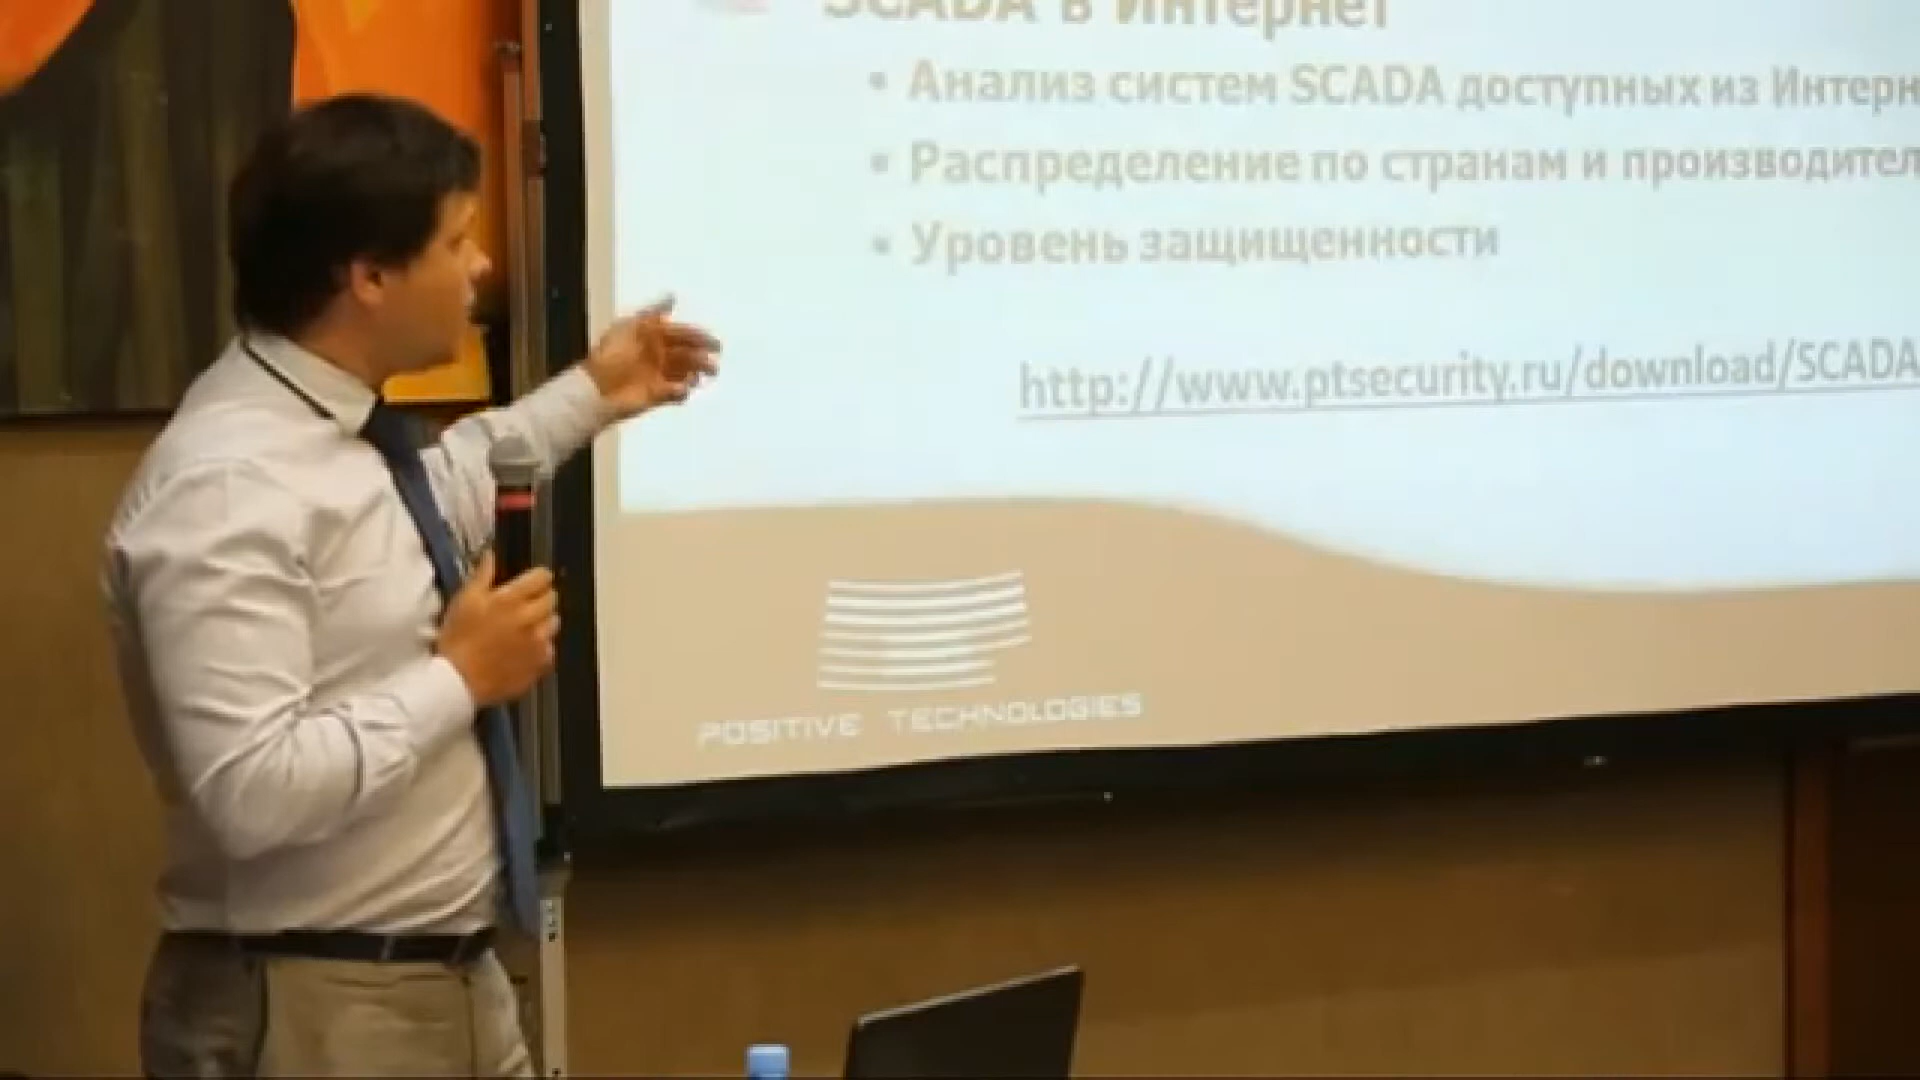 SCADA в Интернет
• Анализ систем SCADA доступных из Интерн
• Распределение по странам и производител
• Уровень защищенности
http://www.ptsecurity.ru/download/SCADA
POSITIVE TECHNOLOGIES